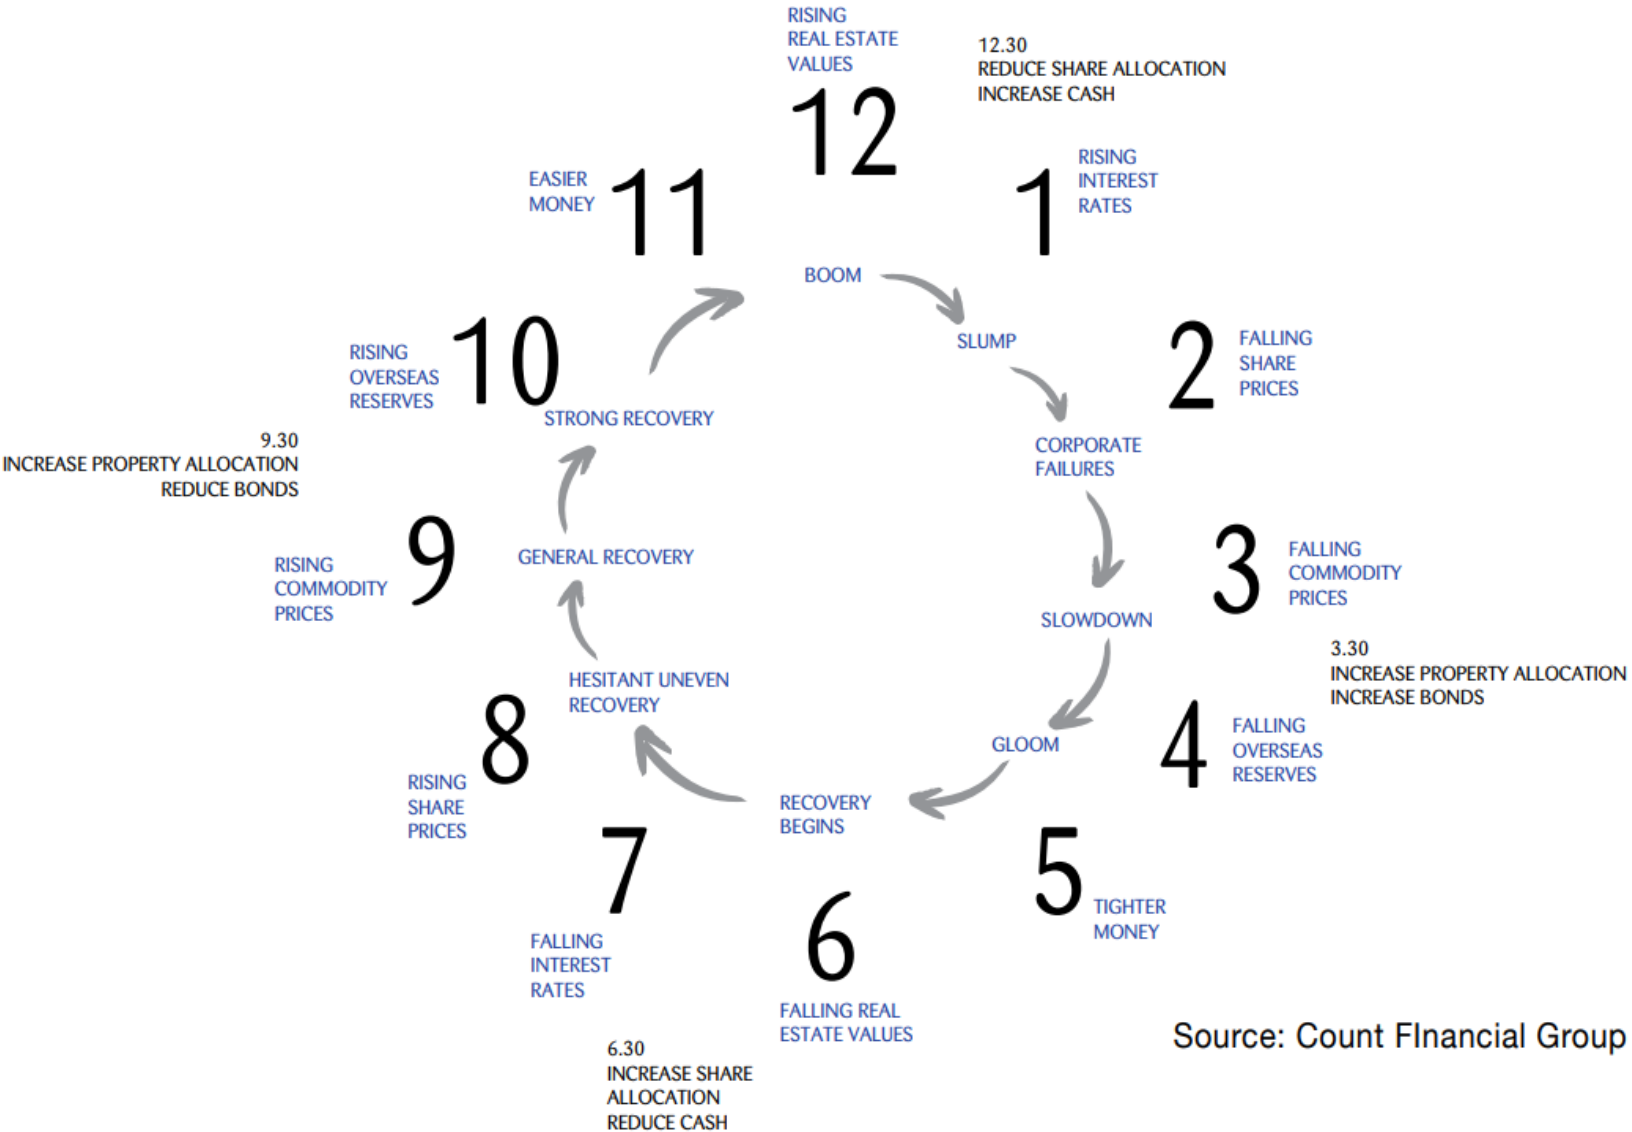 RISING
REAL ESTATE
VALUES
12
12.30
REDUCE SHARE ALLOCATION
INCREASE CASH
1
RISING
INTEREST
RATES
2
FALLING
SHARE
PRICES
3
FALLING
COMMODITY
PRICES
3.30
INCREASE PROPERTY ALLOCATION
INCREASE BONDS
4
FALLING
OVERSEAS
RESERVES
5
TIGHTER
MONEY
6
FALLING REAL
ESTATE VALUES
6.30
INCREASE SHARE
ALLOCATION
REDUCE CASH
7
FALLING
INTEREST
RATES
8
RISING
SHARE
PRICES
9
RISING
COMMODITY
PRICES
9.30
INCREASE PROPERTY ALLOCATION
REDUCE BONDS
10
RISING
OVERSEAS
RESERVES
11
EASIER
MONEY
BOOM
SLUMP
CORPORATE
FAILURES
SLOWDOWN
GLOOM
RECOVERY
BEGINS
HESITANT UNEVEN
RECOVERY
GENERAL RECOVERY
STRONG RECOVERY
Source: Count FInancial Group